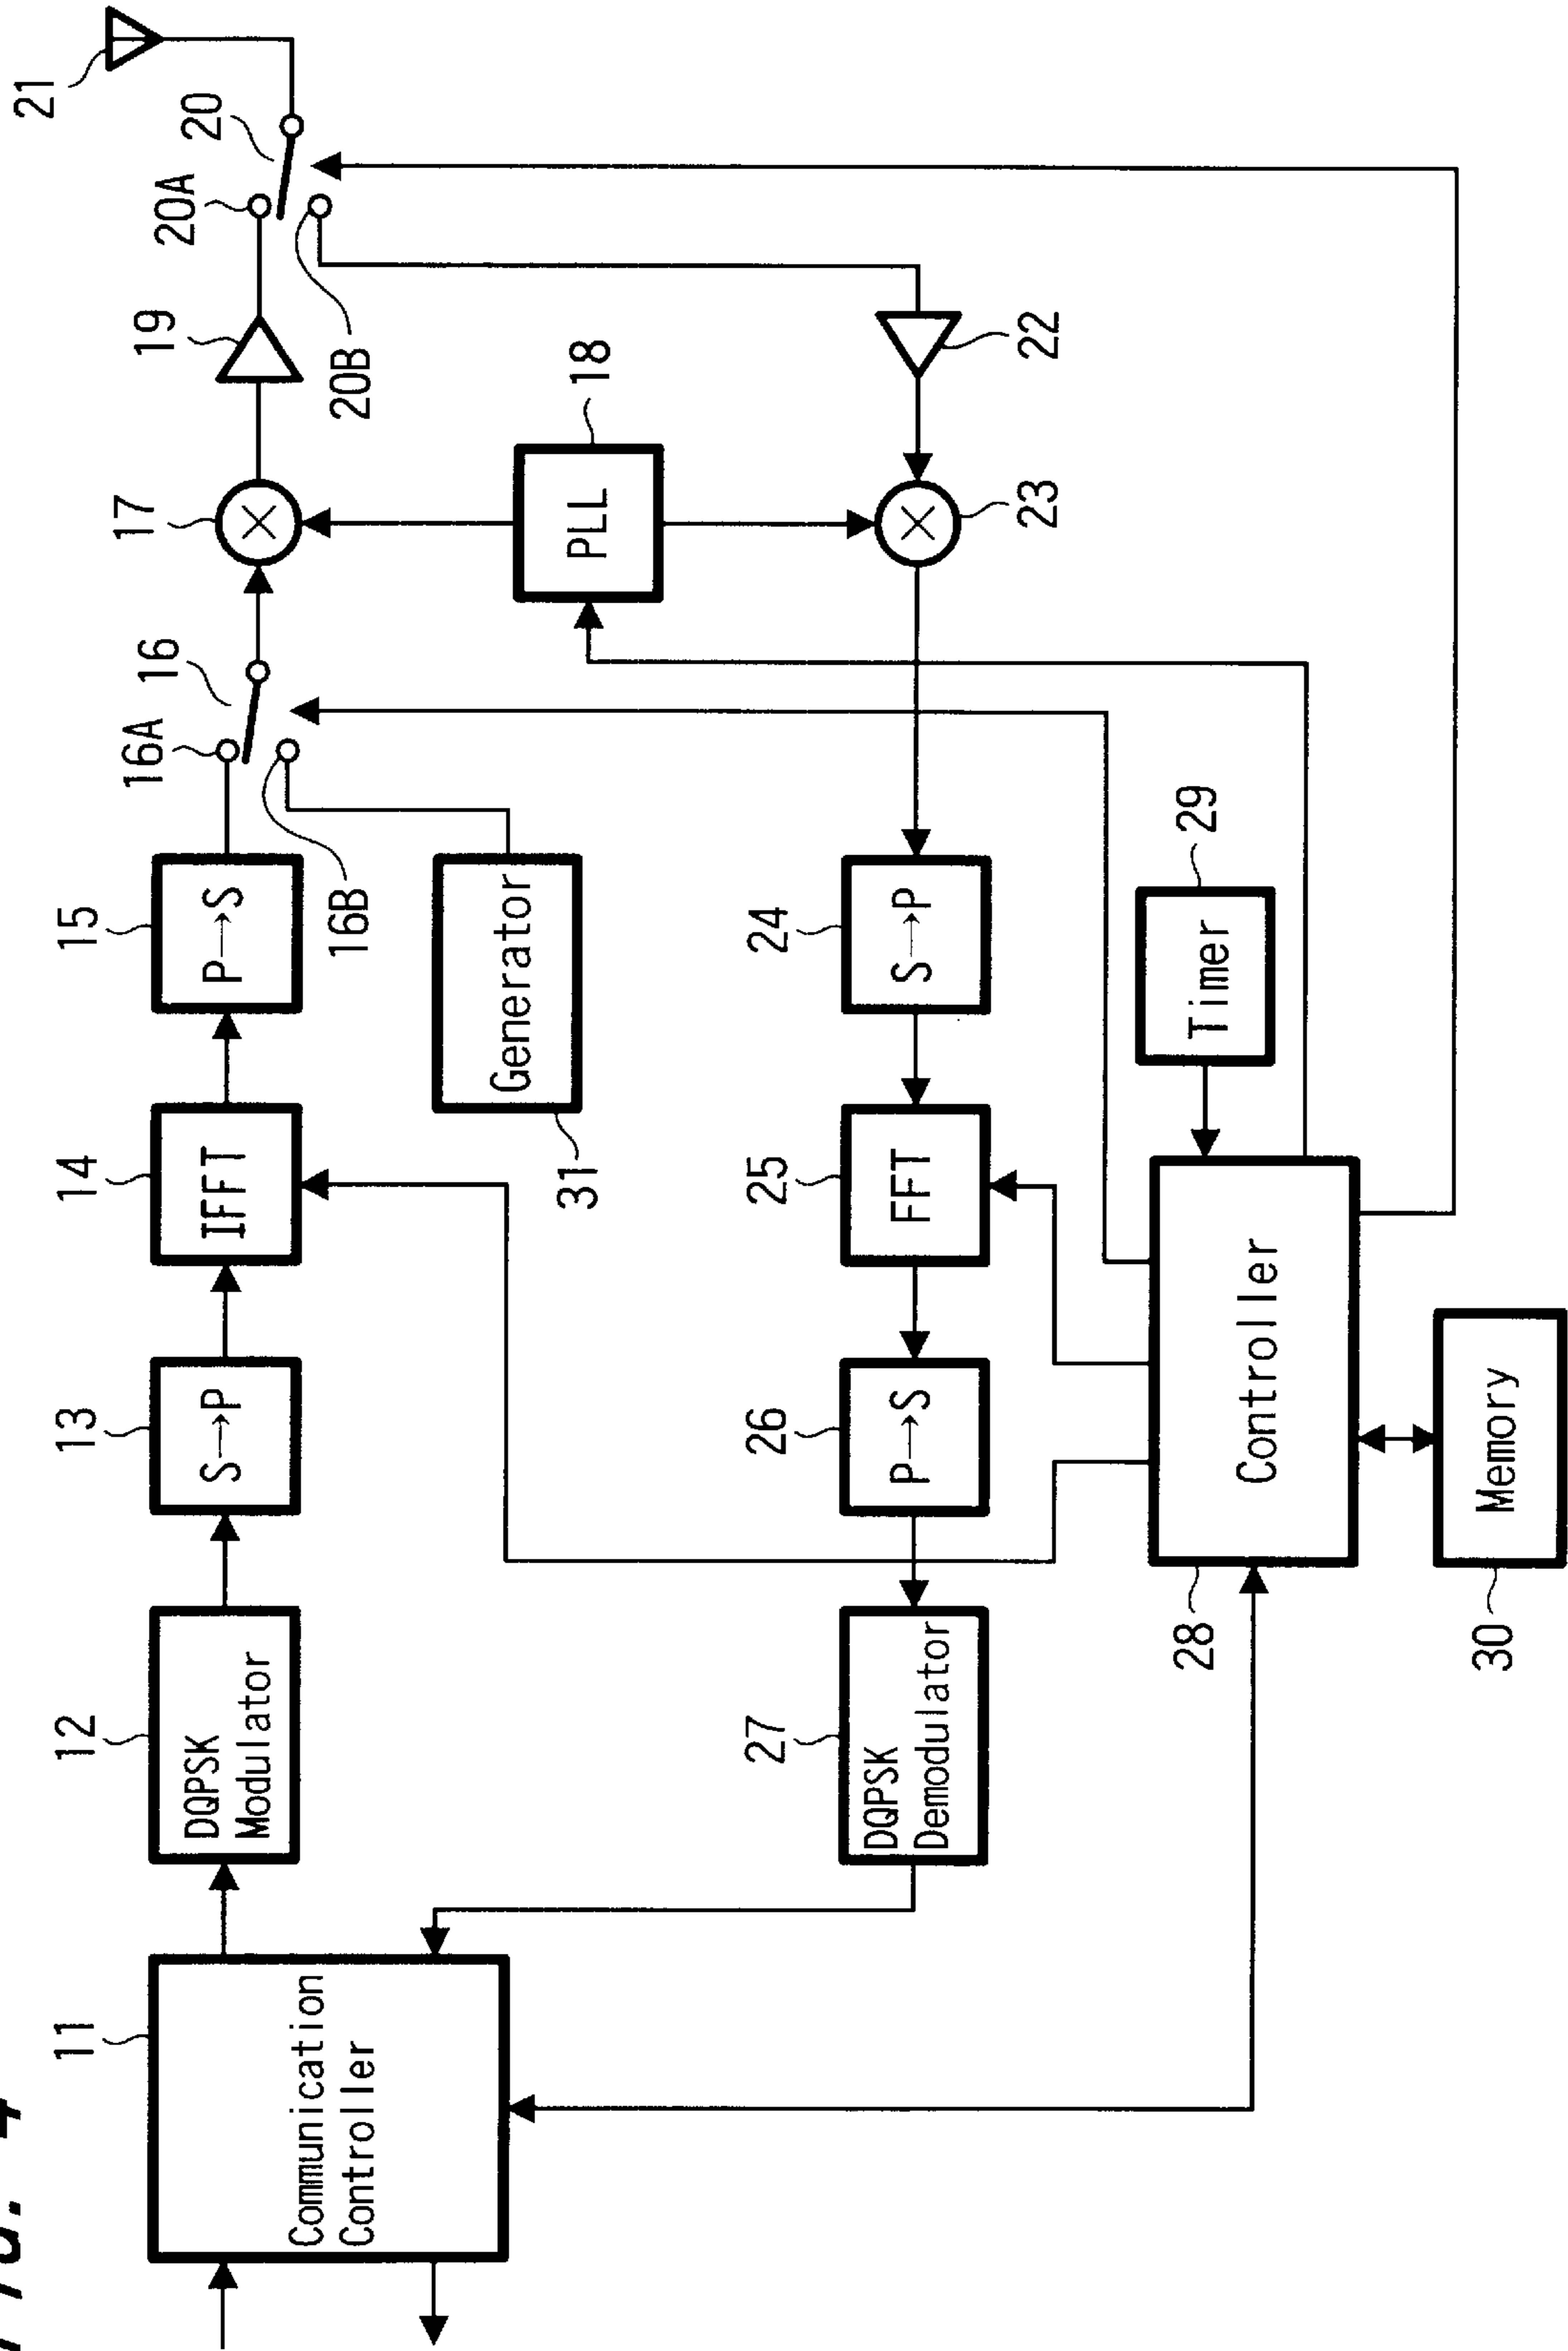 21
20
20A
19
20B
18
PLL
22
17
23
16
16A
16B
15
P→S
Generator
31
24
S→P
29
Timer
14
IFFT
25
FFT
13
S→P
26
P→S
Controller
28
Memory
30
12
DQPSK
Modulator
27
DQPSK
Demodulator
11
Communication
Controller